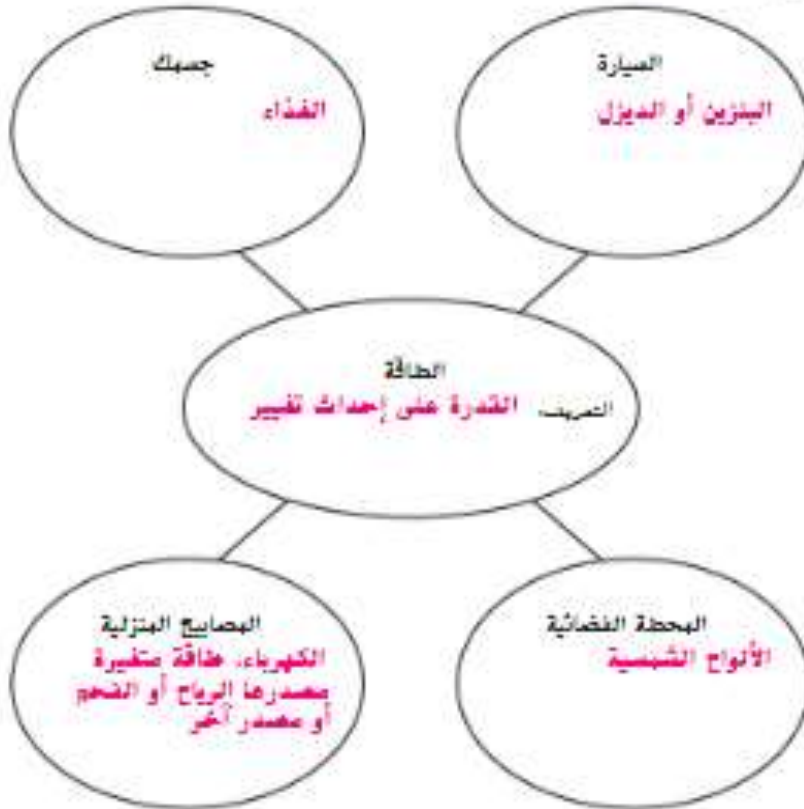 السيارة
البنزين أو الديزل
جسمك
الغذاء
الطاقة
التعريف: القدرة على إحداث تغيير
المحطة الفضائية
الألواح الشمسية
المصابيح المنزلية
الكهرباء، طاقة متغيرة
مصدرها الرياح أو الفحم
أو مصدر آخر